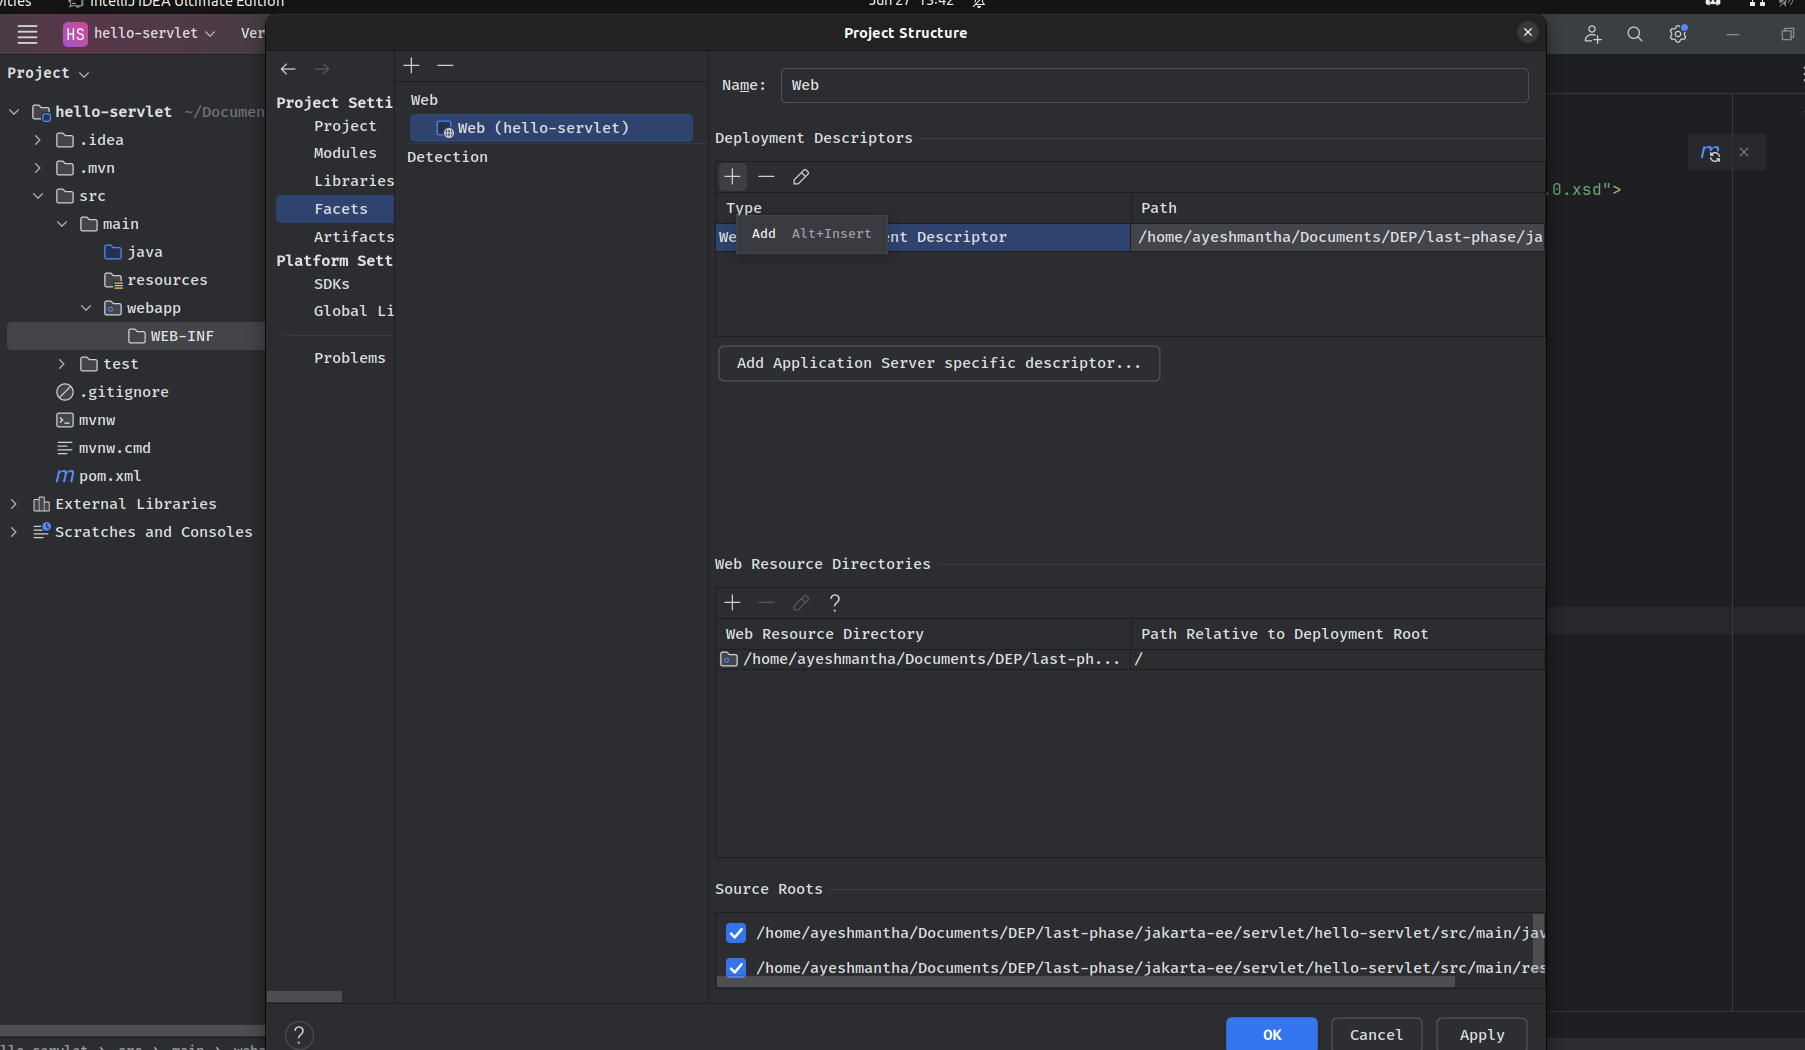 IntelliJ IDEA Ultimate Edition
Jun 27 13:42
HS hello-servlet Ver
Project Structure
Project
hello-servlet ~/Documen
.idea
.mvn
src
main
java
resources
webapp
WEB-INF
test
.gitignore
mvnw
mvnw.cmd
m pom.xml
External Libraries
Scratches and Consoles
Project Setti
Project
Modules
Libraries
Facets
Artifacts
Platform Sett
SDKs
Global Li
Problems
Web
Web (hello-servlet)
Detection
Name: Web
Deployment Descriptors
Type Path
We nt Descriptor /home/ayeshmantha/Documents/DEP/last-phase/ja
Add Alt+Insert
Add Application Server specific descriptor...
Web Resource Directories
?
Web Resource Directory Path Relative to Deployment Root
/home/ayeshmantha/Documents/DEP/last-ph... /
Source Roots
/home/ayeshmantha/Documents/DEP/last-phase/jakarta-ee/servlet/hello-servlet/src/main/jav
/home/ayeshmantha/Documents/DEP/last-phase/jakarta-ee/servlet/hello-servlet/src/main/res
? OK Cancel Apply
m
.0.xsd">